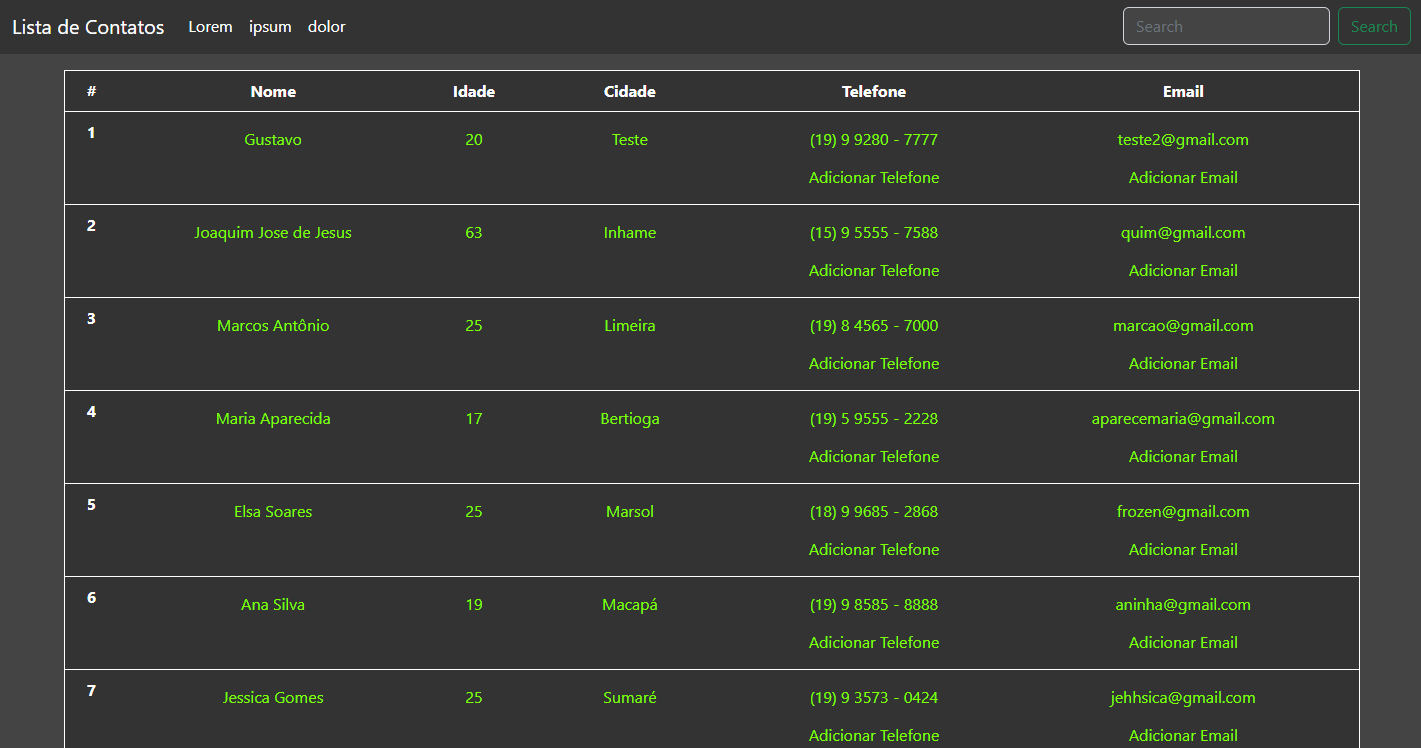 Lista de Contatos Lorem ipsum dolor Search Search
# Nome Idade Cidade Telefone Email
1 Gustavo 20 Teste (19) 9 9280 - 7777 teste2@gmail.com
Adicionar Telefone Adicionar Email
2 Joaquim Jose de Jesus 63 Inhame (15) 9 5555 - 7588 quim@gmail.com
Adicionar Telefone Adicionar Email
3 Marcos Antônio 25 Limeira (19) 8 4565 - 7000 marcao@gmail.com
Adicionar Telefone Adicionar Email
4 Maria Aparecida 17 Bertioga (19) 5 9555 - 2228 aparecemaria@gmail.com
Adicionar Telefone Adicionar Email
5 Elsa Soares 25 Marsol (18) 9 9685 - 2868 frozen@gmail.com
Adicionar Telefone Adicionar Email
6 Ana Silva 19 Macapá (19) 9 8585 - 8888 aninha@gmail.com
Adicionar Telefone Adicionar Email
7 Jessica Gomes 25 Sumaré (19) 9 3573 - 0424 jehhsica@gmail.com
Adicionar Telefone Adicionar Email